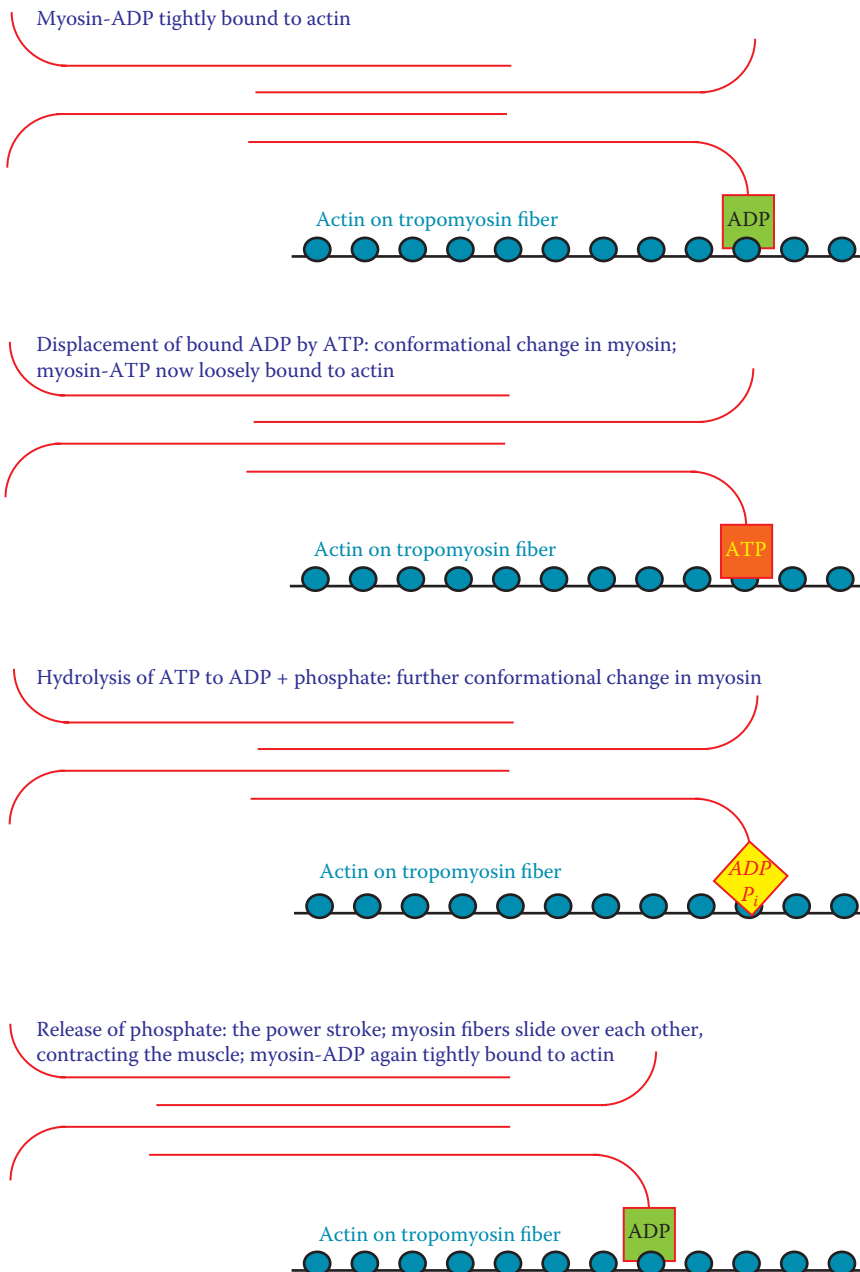 Myosin-ADP tightly bound to actin
Actin on tropomyosin fiber
ADP
Displacement of bound ADP by ATP: conformational change in myosin;
myosin-ATP now loosely bound to actin
Actin on tropomyosin fiber
ATP
Hydrolysis of ATP to ADP + phosphate: further conformational change in myosin
Actin on tropomyosin fiber
ADP
Pi
Release of phosphate: the power stroke; myosin fibers slide over each other,
contracting the muscle; myosin-ADP again tightly bound to actin
Actin on tropomyosin fiber
ADP